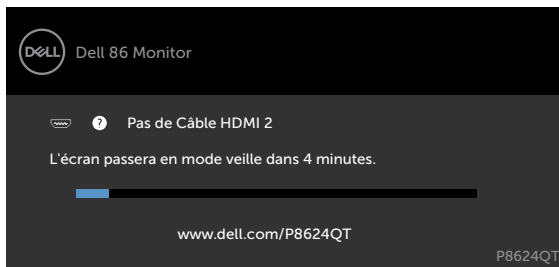 DELL Dell 86 Monitor
? Pas de Câble HDMI 2
L'écran passera en mode veille dans 4 minutes.
www.dell.com/P8624QT
P8624QT